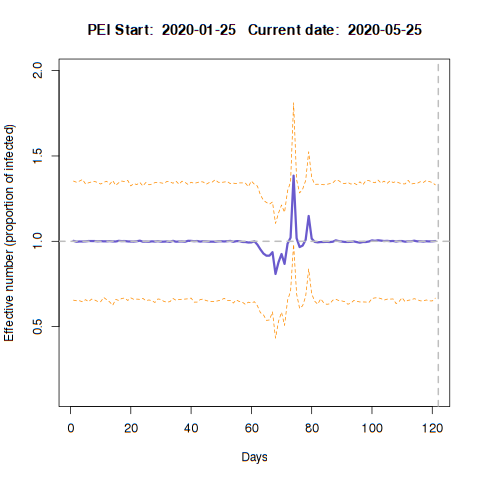 PEI Start:  2020-01-25   Current date:  2020-05-25
Effective number (proportion of infected)
2.0
1.5
1.0
0.5
0 20 40 60 80 100 120
Days